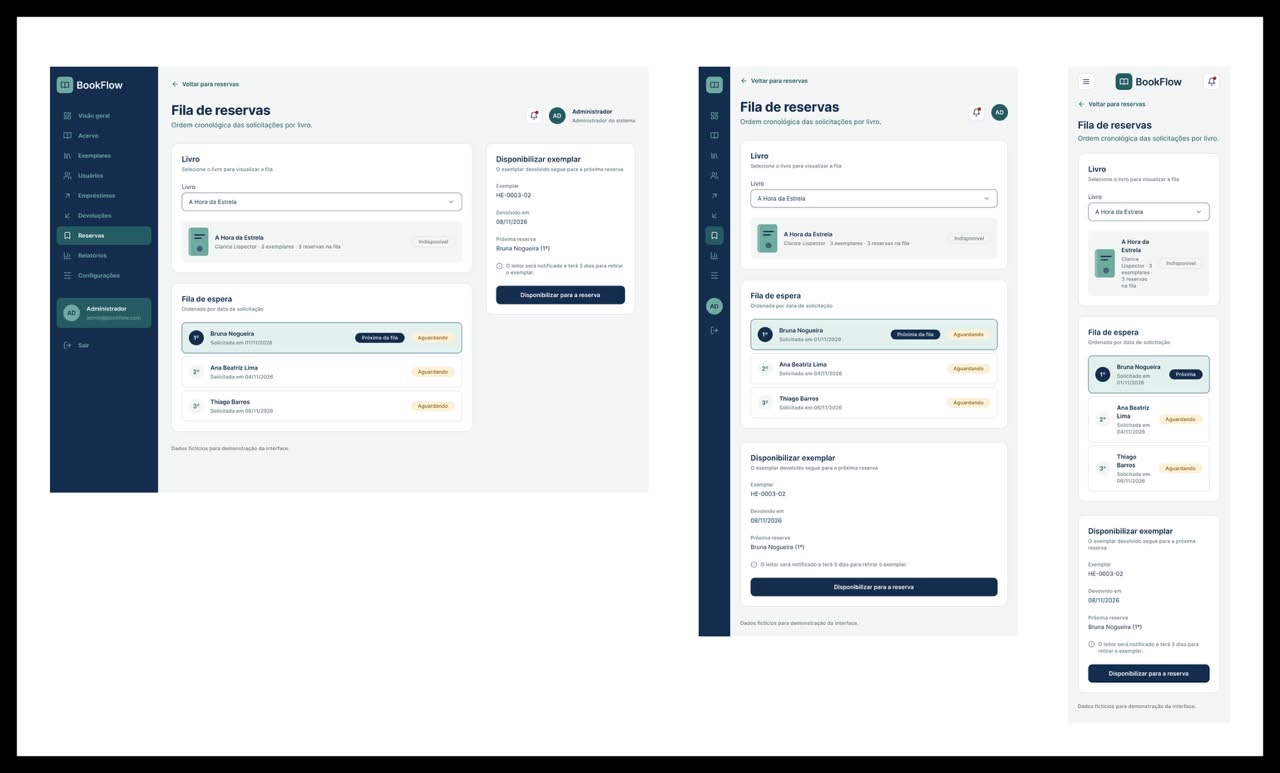 BookFlow
Visão geral
Acervo
Exemplares
Usuários
Empréstimos
Devoluções
Reservas
Relatórios
Configurações
AD
Administrador
admin@bookflow.com
Sair
Voltar para reservas
Fila de reservas
Ordem cronológica das solicitações por livro.
AD
Administrador
Administrador do sistema
Livro
Selecione o livro para visualizar a fila
Livro
A Hora da Estrela
A Hora da Estrela
Clarice Lispector · 3 exemplares · 3 reservas na fila
Indisponível
Fila de espera
Ordenada por data de solicitação
1º
Bruna Nogueira
Solicitada em 01/11/2026
Próxima da fila
Aguardando
2º
Ana Beatriz Lima
Solicitada em 04/11/2026
Aguardando
3º
Thiago Barros
Solicitada em 06/11/2026
Aguardando
Dados fictícios para demonstração da interface.
Disponibilizar exemplar
O exemplar devolvido segue para a próxima reserva
Exemplar
HE-0003-02
Devolvido em
08/11/2026
Próxima reserva
Bruna Nogueira (1º)
O leitor será notificado e terá 3 dias para retirar
o exemplar.
Disponibilizar para a reserva
AD
Voltar para reservas
Fila de reservas
Ordem cronológica das solicitações por livro.
AD
Livro
Selecione o livro para visualizar a fila
Livro
A Hora da Estrela
A Hora da Estrela
Clarice Lispector · 3 exemplares · 3 reservas na fila
Indisponível
Fila de espera
Ordenada por data de solicitação
1º
Bruna Nogueira
Solicitada em 01/11/2026
Próxima da fila
Aguardando
2º
Ana Beatriz Lima
Solicitada em 04/11/2026
Aguardando
3º
Thiago Barros
Solicitada em 06/11/2026
Aguardando
Disponibilizar exemplar
O exemplar devolvido segue para a próxima reserva
Exemplar
HE-0003-02
Devolvido em
08/11/2026
Próxima reserva
Bruna Nogueira (1º)
O leitor será notificado e terá 3 dias para retirar o exemplar.
Disponibilizar para a reserva
Dados fictícios para demonstração da interface.
BookFlow
Voltar para reservas
Fila de reservas
Ordem cronológica das solicitações por livro.
Livro
Selecione o livro para visualizar a fila
Livro
A Hora da Estrela
A Hora da
Estrela
Clarice
Lispector · 3
exemplares ·
3 reservas
na fila
Indisponível
Fila de espera
Ordenada por data de solicitação
1º
Bruna Nogueira
Solicitada em
01/11/2026
Próxima
2º
Ana Beatriz
Lima
Solicitada em
04/11/2026
Aguardando
3º
Thiago
Barros
Solicitada em
06/11/2026
Aguardando
Disponibilizar exemplar
O exemplar devolvido segue para a próxima
reserva
Exemplar
HE-0003-02
Devolvido em
08/11/2026
Próxima reserva
Bruna Nogueira (1º)
O leitor será notificado e terá 3 dias para
retirar o exemplar.
Disponibilizar para a reserva
Dados fictícios para demonstração da interface.